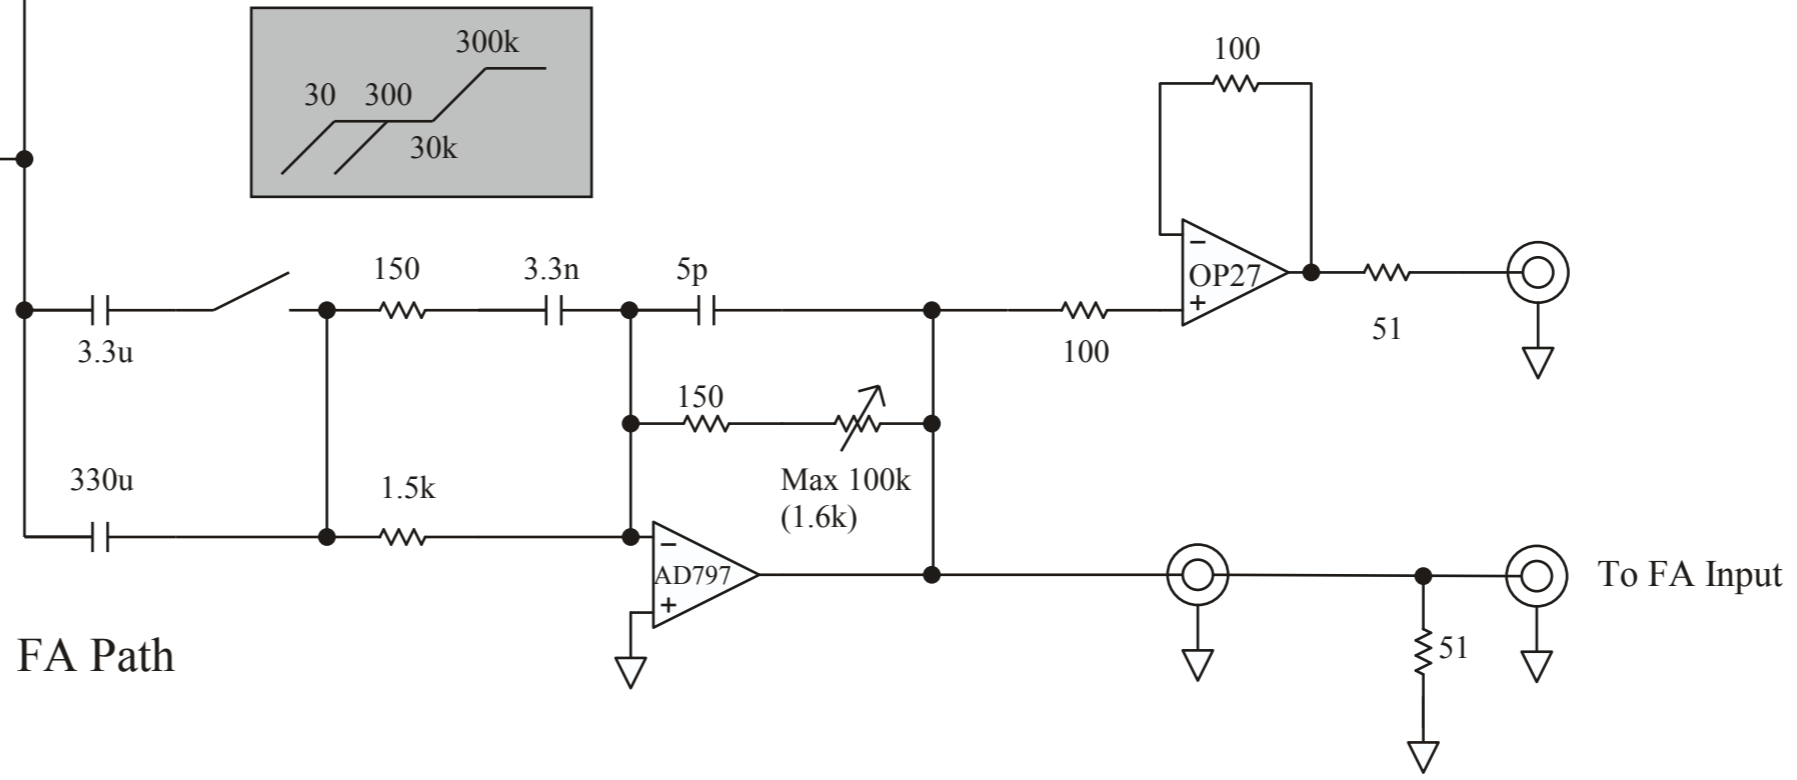 300k
30
300
30k
100
OP27
−
+
51
150
3.3n
5p
3.3u
100
150
Max 100k
(1.6k)
330u
1.5k
AD797
−
+
To FA Input
51
FA Path